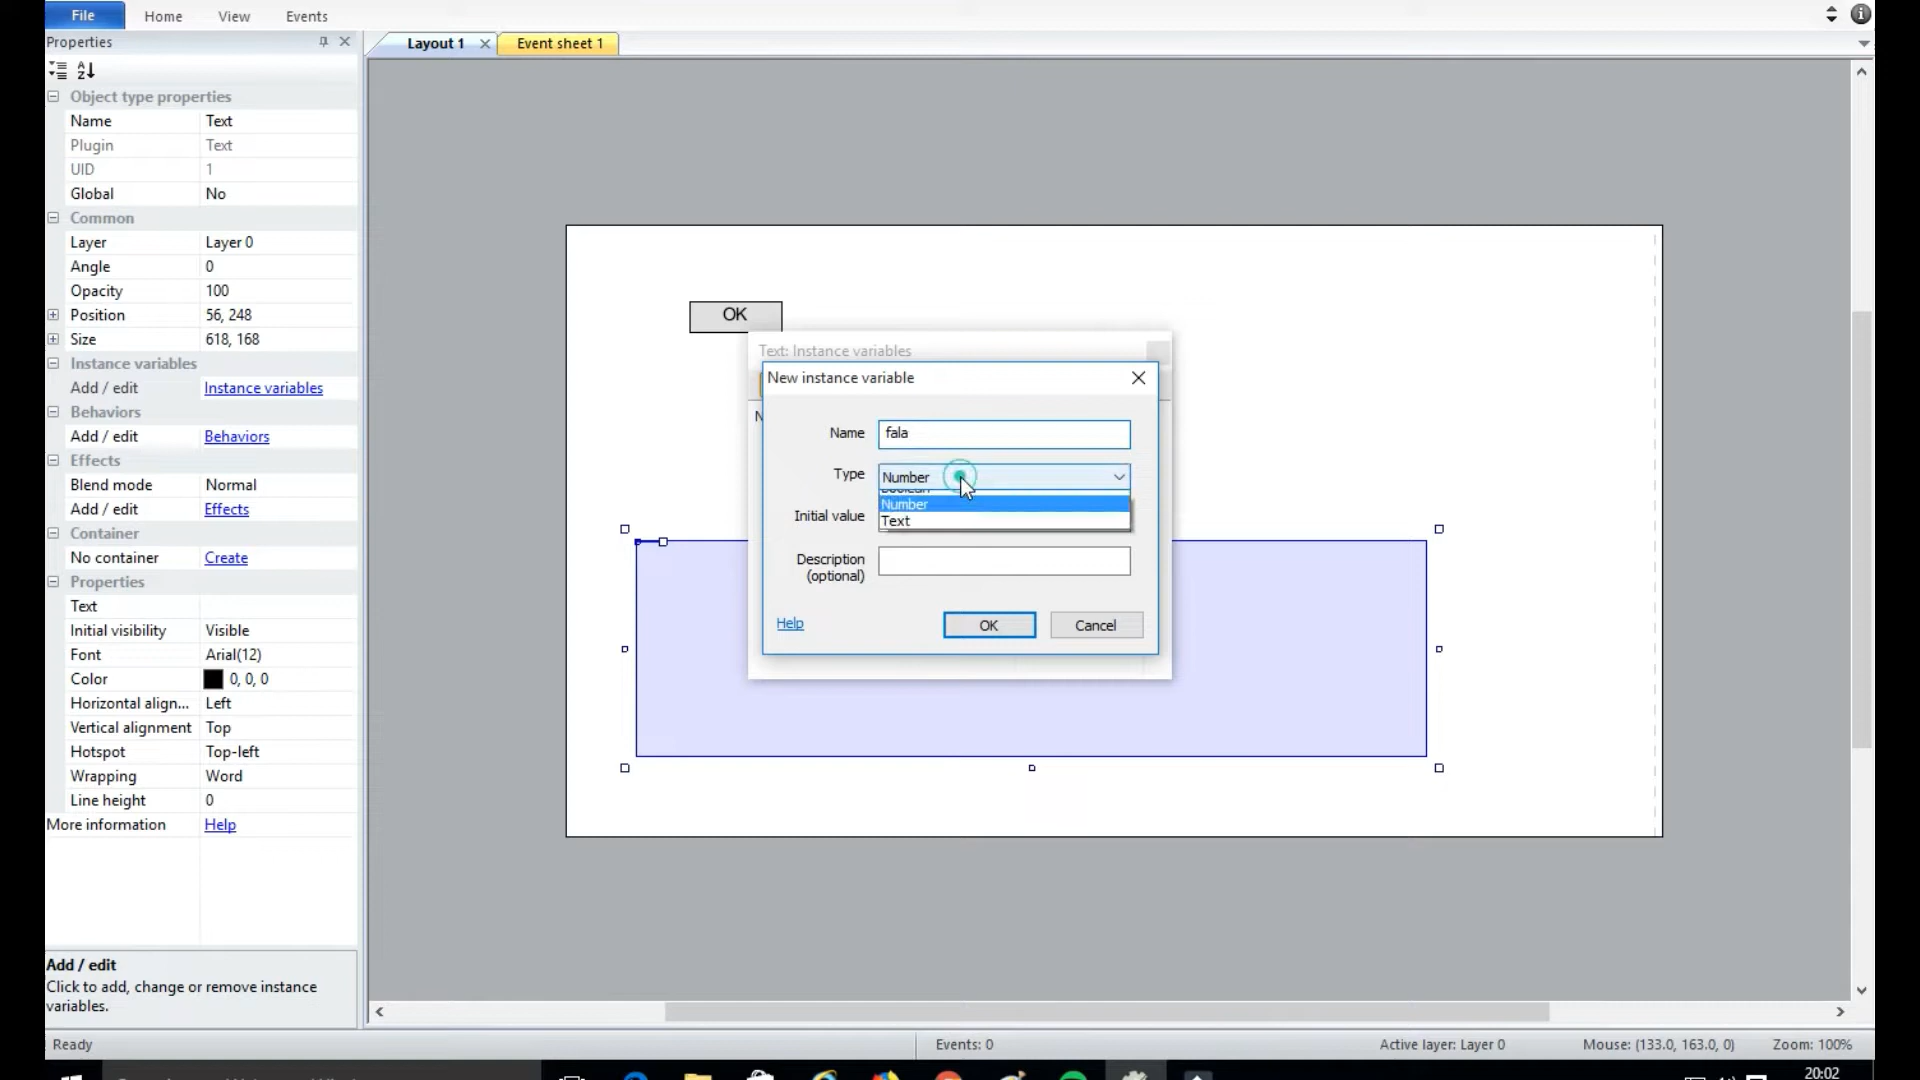 File Home View Events
Properties
Layout 1 Event sheet 1
Object type properties
Name Text
Plugin Text
UID 1
Global No
Common
Layer Layer 0
Angle 0
Opacity 100
Position 56, 248
Size 618, 168
Instance variables
Add / edit Instance variables
Behaviors
Add / edit Behaviors
Effects
Blend mode Normal
Add / edit Effects
Container
No container Create
Properties
Text
Initial visibility Visible
Font Arial(12)
Color 0, 0, 0
Horizontal align... Left
Vertical alignment Top
Hotspot Top-left
Wrapping Word
Line height 0
More information Help
Add / edit
Click to add, change or remove instance
variables.
OK
Text: Instance variables
New instance variable
Name fala
Type Number
Boolean
Number
Text
Initial value
Description
(optional)
Help OK Cancel
Ready Events: 0 Active layer: Layer 0 Mouse: (133.0, 163.0, 0) Zoom: 100%
20:02